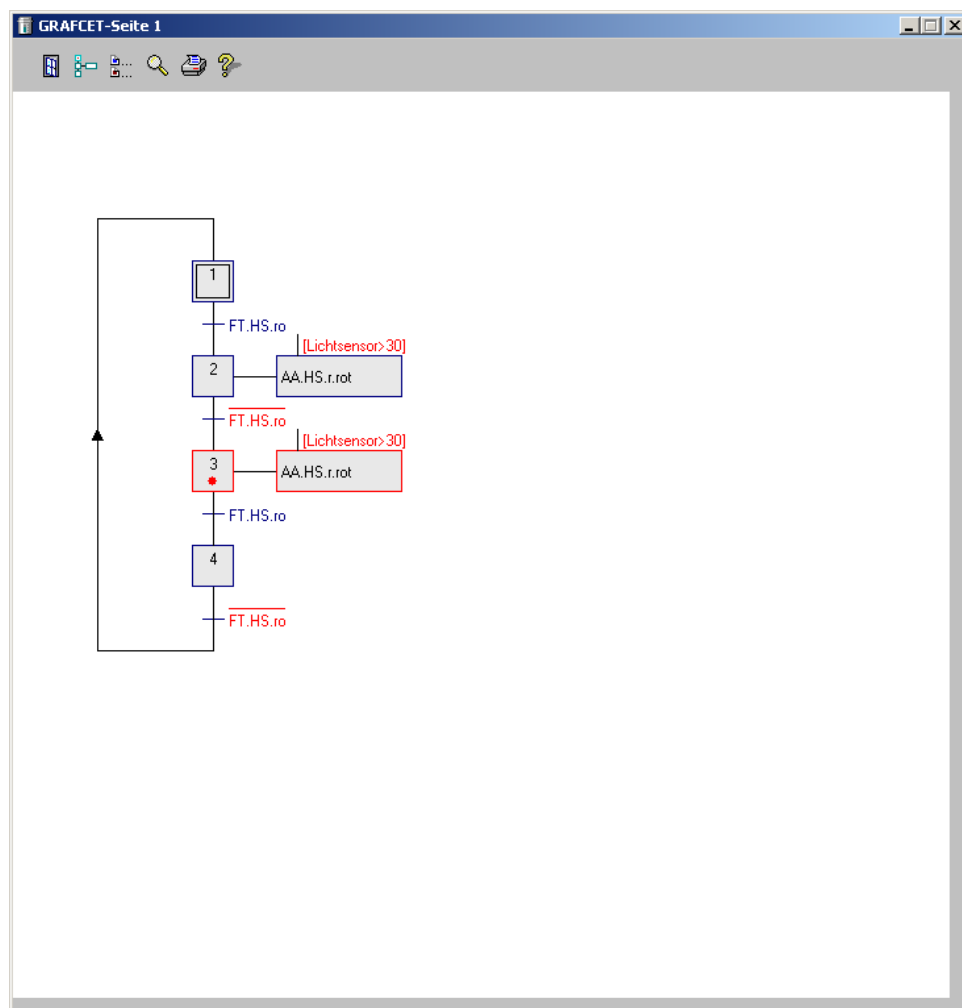 GRAFCET-Seite 1
1
FT.HS.ro
[Lichtsensor>30]
2
AA.HS.r.rot
FT.HS.ro
[Lichtsensor>30]
3
AA.HS.r.rot
FT.HS.ro
4
FT.HS.ro